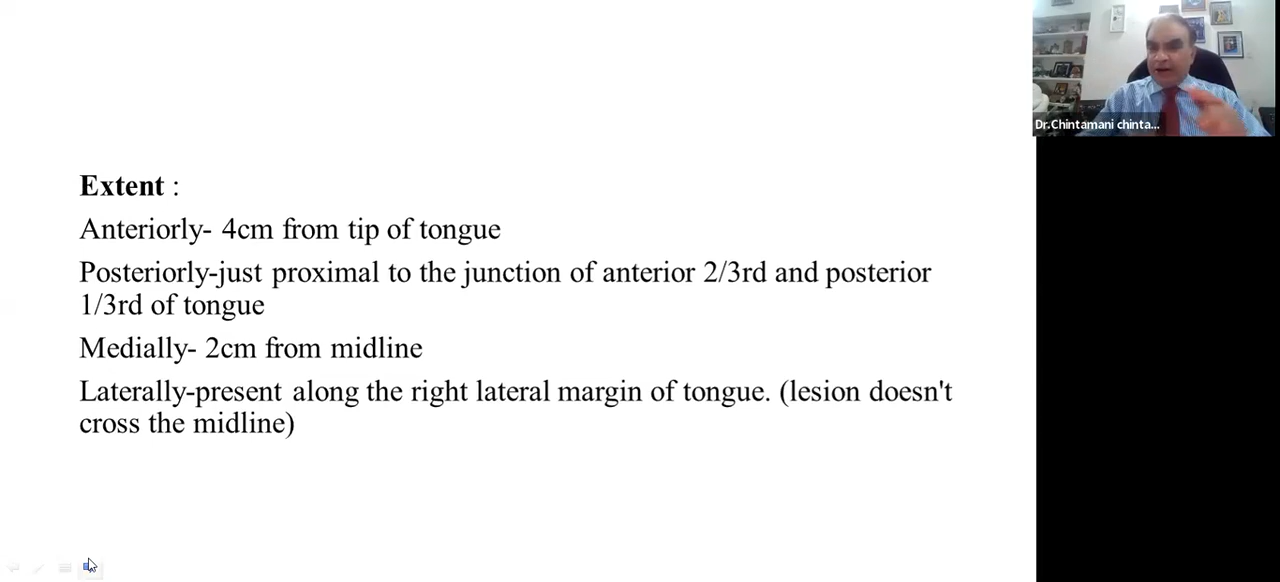 Extent :
Anteriorly- 4cm from tip of tongue
Posteriorly-just proximal to the junction of anterior 2/3rd and posterior
1/3rd of tongue
Medially- 2cm from midline
Laterally-present along the right lateral margin of tongue. (lesion doesn't
cross the midline)
Dr.Chintamani chinta...